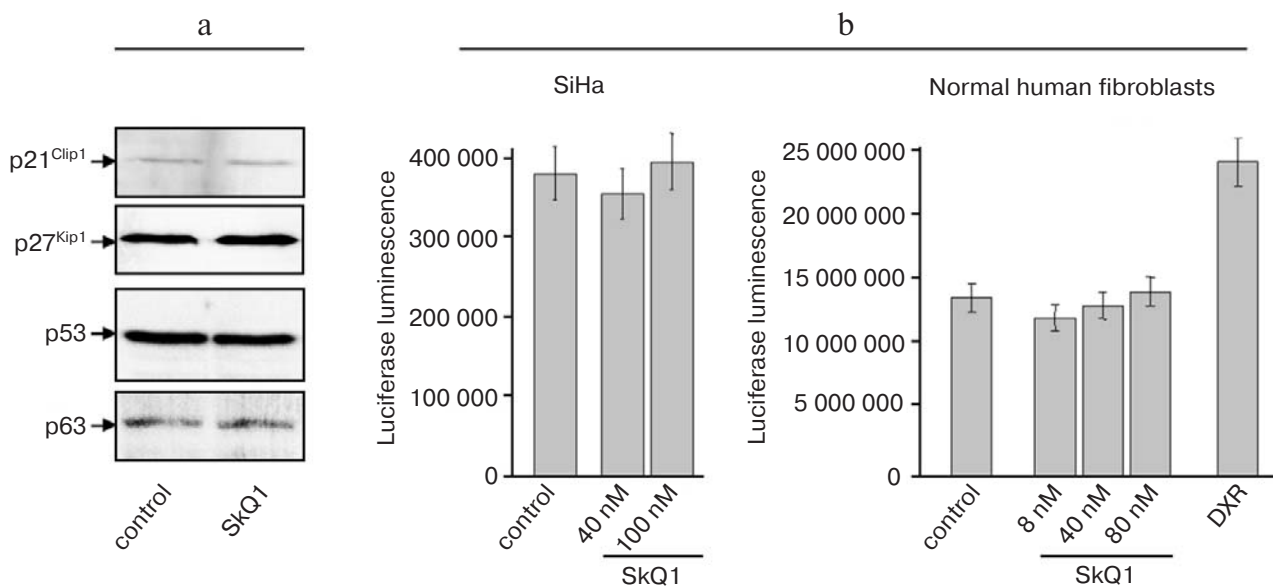 a
p21Clip1
p27Kip1
p53
p63
control
SkQ1
b
SiHa
Luciferase luminescence
400 000
300 000
200 000
100 000
0
control
40 nM
100 nM
SkQ1
Normal human fibroblasts
Luciferase luminescence
25 000 000
20 000 000
15 000 000
10 000 000
5 000 000
0
control
8 nM
40 nM
80 nM
SkQ1
DXR